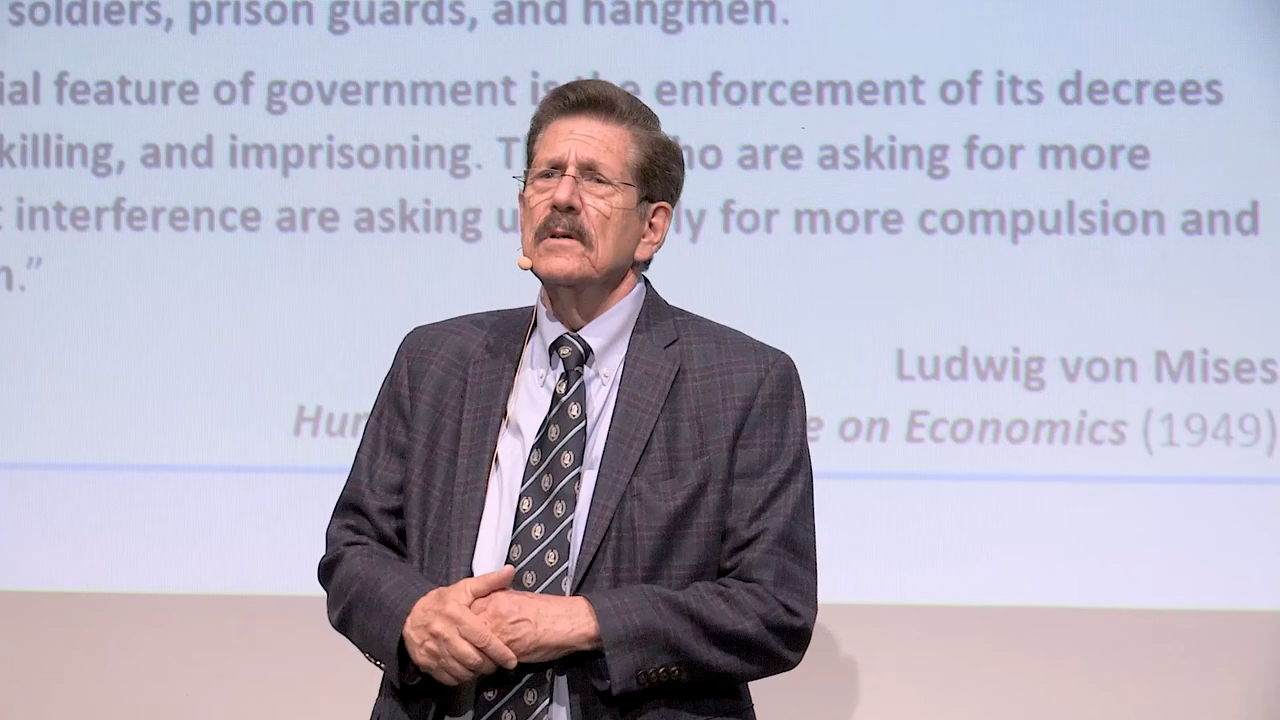 soldiers, prison guards, and hangmen.
ial feature of government is the enforcement of its decrees
killing, and imprisoning. T ho are asking for more
t interference are asking u ly for more compulsion and
n.”
Ludwig von Mises
Hum e on Economics (1949)